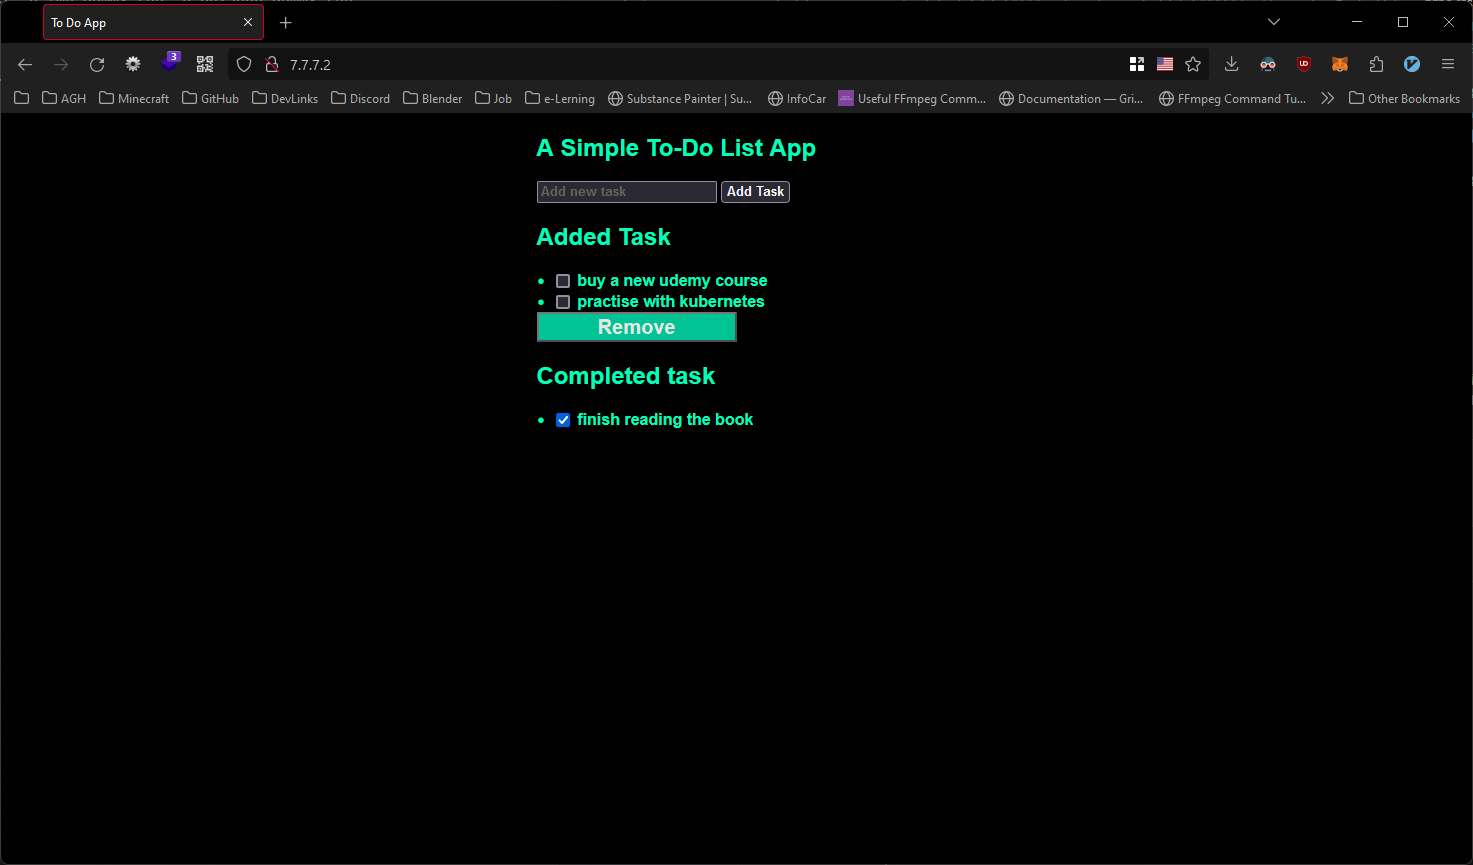 To Do App
3
7.7.7.2
AGH Minecraft GitHub DevLinks Discord Blender Job e-Lerning Substance Painter | Su... InfoCar Useful FFmpeg Comm... Documentation — Gri... FFmpeg Command Tu... Other Bookmarks
A Simple To-Do List App
Add new task Add Task
Added Task
buy a new udemy course
practise with kubernetes
Remove
Completed task
finish reading the book